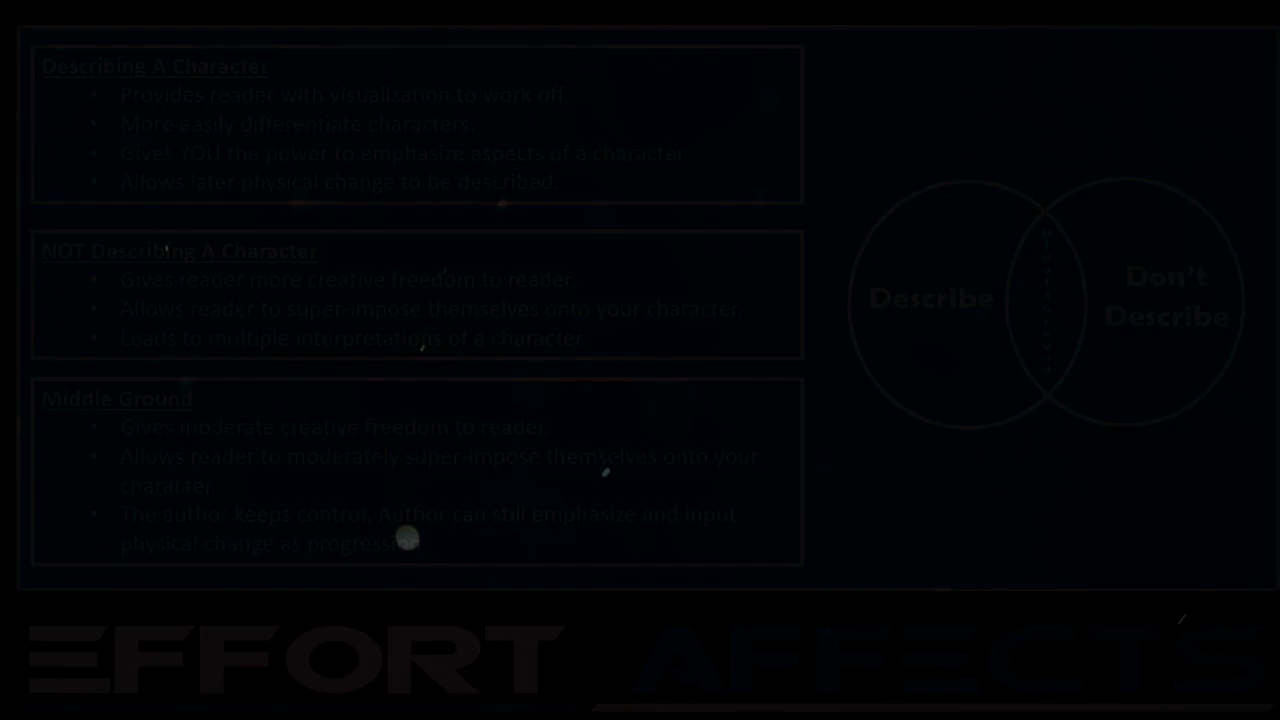 Describing A Character
• Provides reader with visualization to work off.
• More easily differentiate characters.
• Gives YOU the power to emphasize aspects of a character.
• Allows later physical change to be described.
NOT Describing A Character
• Gives reader more creative freedom to reader
• Allows reader to super-impose themselves onto your character.
• Leads to multiple interpretations of a character.
Middle Ground
• Gives moderate creative freedom to reader.
• Allows reader to moderately super-impose themselves onto your
character.
• The author keeps control. Author can still emphasize and input
physical change as progression.
Describe
Don't
Describe
EFFORT AFFECTS